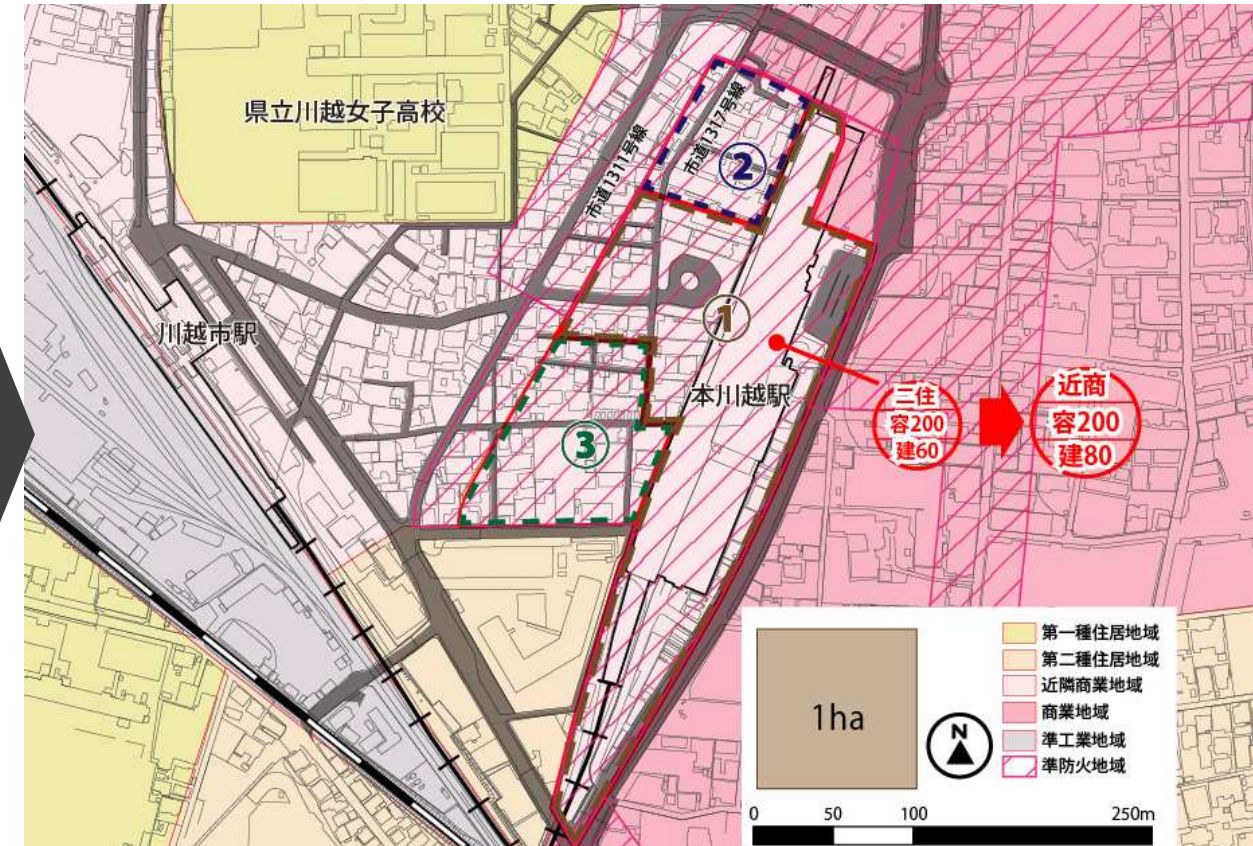 県立川越女子高校
市道1311号線
市道1317号線
②
川越市駅
①
本川越駅
③
二住
容200
建60
近商
容200
建80
1ha
N
第一種住居地域
第二種住居地域
近隣商業地域
商業地域
準工業地域
準防火地域
0 50 100 250m